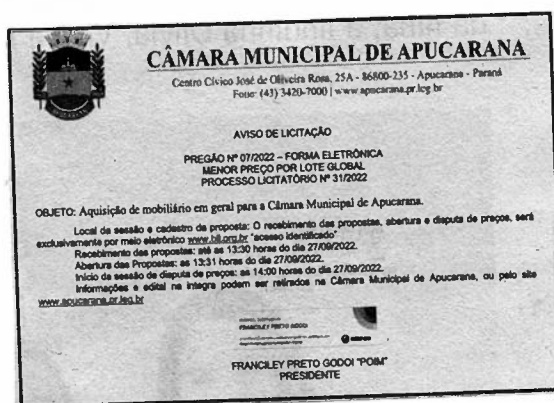 CÂMARA MUNICIPAL DE APUCARANA
Centro Cívico José de Oliveira Rosa, 25A - 86800-235 - Apucarana - Paraná
Fone: (43) 3420-7000 | www.apucarana.pr.leg.br
AVISO DE LICITAÇÃO
PREGÃO Nº 07/2022 – FORMA ELETRÔNICA
MENOR PREÇO POR LOTE GLOBAL
PROCESSO LICITATÓRIO Nº 31/2022
OBJETO: Aquisição de mobiliário em geral para a Câmara Municipal de Apucarana.
Local da sessão e cadastro da proposta: O recebimento das propostas, abertura e disputa de preços, será
exclusivamente por meio eletrônico www.bll.org.br "acesso identificado"
Recebimento das propostas: até as 13:30 horas do dia 27/09/2022.
Abertura das Propostas: as 13:31 horas do dia 27/09/2022.
Início da sessão de disputa de preços: as 14:00 horas do dia 27/09/2022.
Informações e edital na integra podem ser retirados na Câmara Municipal de Apucarana, ou pelo site
www.apucarana.pr.leg.br
FRANCILEY PRETO GODOI
FRANCILEY PRETO GODOI "POIM"
PRESIDENTE